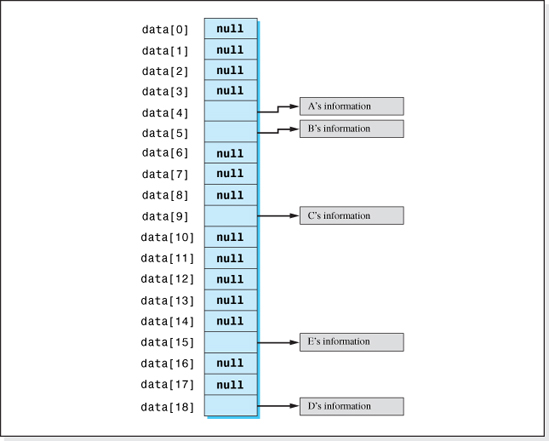 data[0] null
data[1] null
data[2] null
data[3] null
data[4] A's information
data[5] B's information
data[6] null
data[7] null
data[8] null
data[9] C's information
data[10] null
data[11] null
data[12] null
data[13] null
data[14] null
data[15] E's information
data[16] null
data[17] null
data[18] D's information